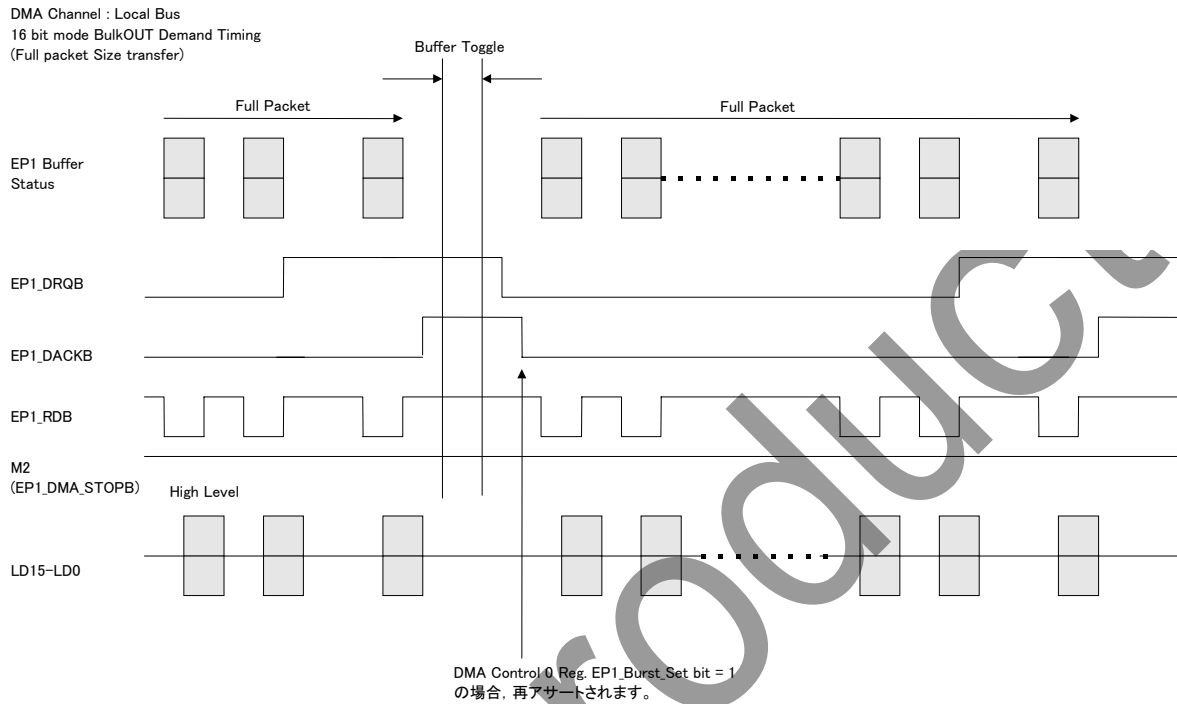 DMA Channel : Local Bus
16 bit mode BulkOUT Demand Timing
(Full packet Size transfer)
Buffer Toggle
Full Packet
Full Packet
EP1 Buffer
Status
EP1_DRQB
EP1_DACKB
EP1_RDB
M2
(EP1_DMA_STOPB)
High Level
LD15-LD0
DMA Control 0 Reg. EP1_Burst_Set bit = 1
の場合, 再アサートされます。
roduct